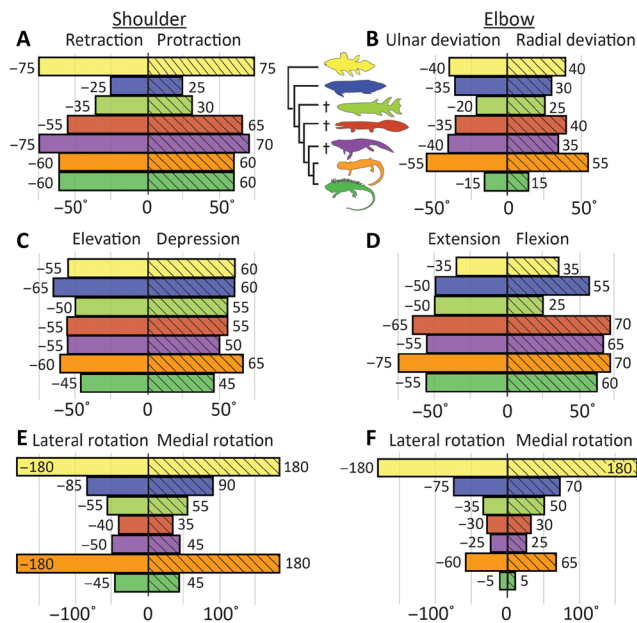 Shoulder
Elbow
A
Retraction Protraction
−75 75
−25 25
−35 30
−55 65
−75 70
−60 60
−60 60
−50° 0 50°
†
†
†
B
Ulnar deviation Radial deviation
−40 40
−35 30
−20 25
−35 40
−40 35
−55 55
−15 15
−50° 0 50°
C
Elevation Depression
−55 60
−65 60
−50 55
−55 55
−55 50
−60 65
−45 45
−50° 0 50°
D
Extension Flexion
−35 35
−50 55
−50 25
−65 70
−55 65
−75 70
−55 60
−50° 0 50°
E
Lateral rotation Medial rotation
−180 180
−85 90
−55 55
−40 35
−50 45
−180 180
−45 45
−100° 0 100°
F
Lateral rotation Medial rotation
−180 180
−75 70
−35 50
−30 30
−25 25
−60 65
−5 5
−100° 0 100°